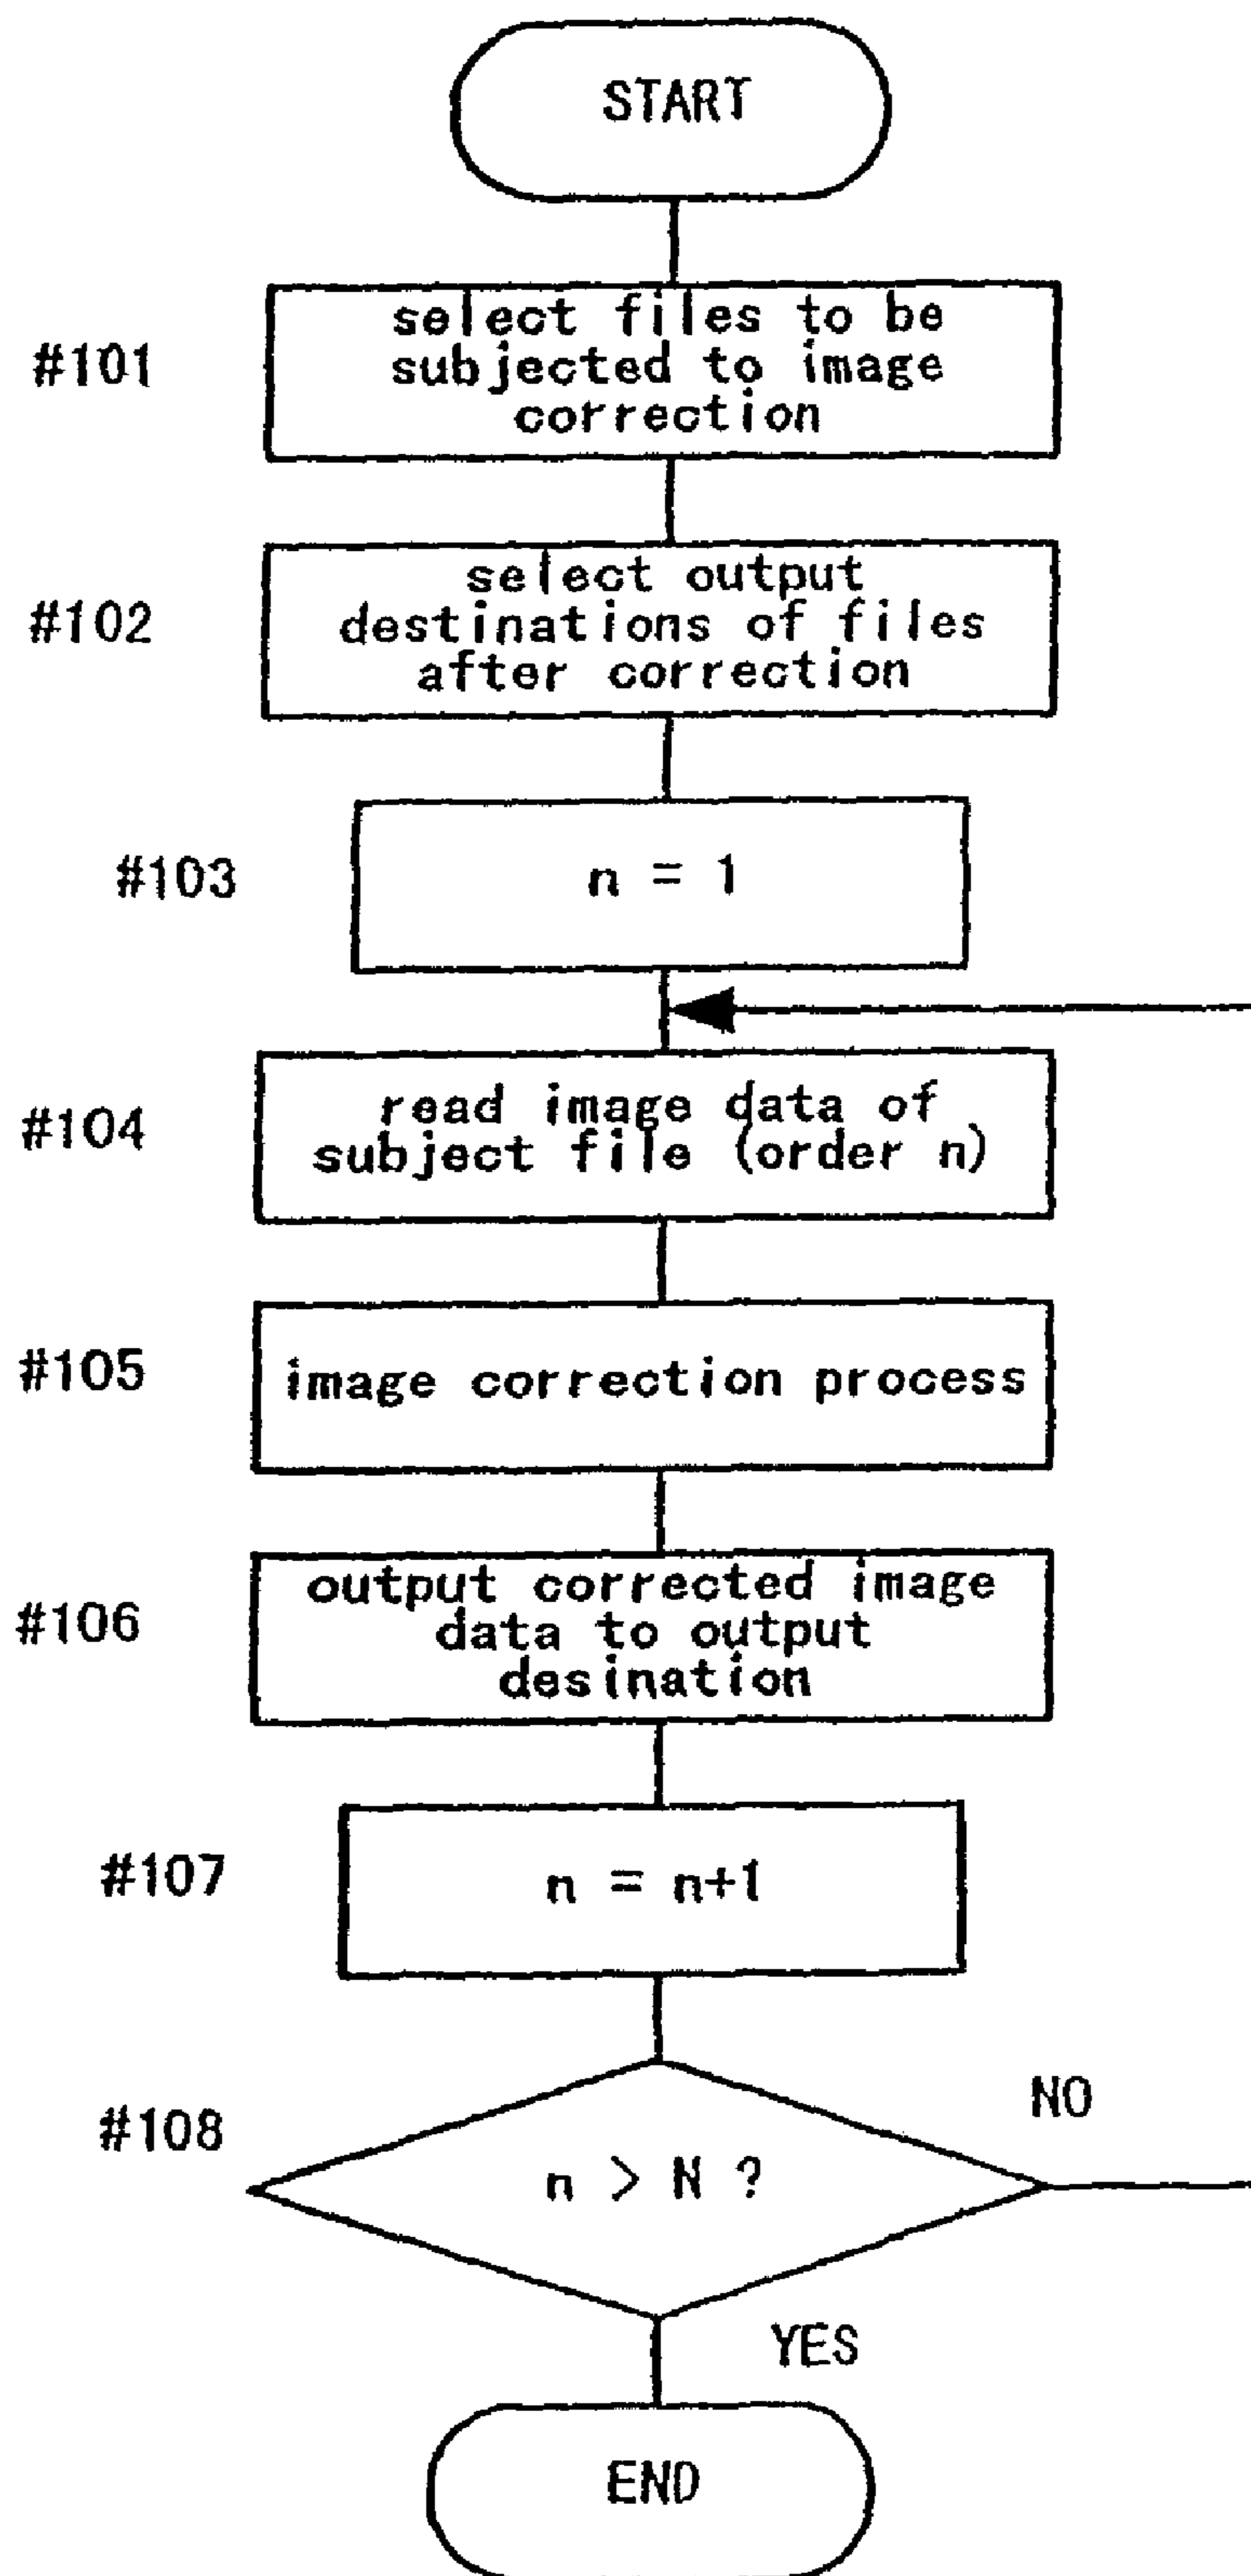 START
#101
select files to be
subjected to image
correction
#102
select output
destinations of files
after correction
#103
n = 1
#104
read image data of
subject file (order n)
#105
image correction process
#106
output corrected image
data to output
desination
#107
n = n+1
#108
n > N ?
NO
YES
END